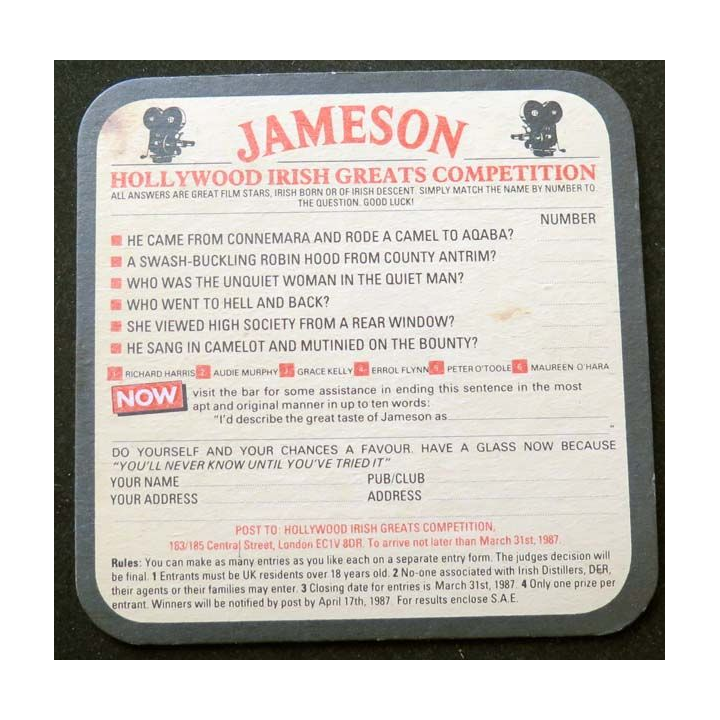 JAMESON
HOLLYWOOD IRISH GREATS COMPETITION
ALL ANSWERS ARE GREAT FILM STARS, IRISH BORN OR OF IRISH DESCENT. SIMPLY MATCH THE NAME BY NUMBER TO
THE QUESTION. GOOD LUCK!
NUMBER
HE CAME FROM CONNEMARA AND RODE A CAMEL TO AQABA?
A SWASH-BUCKLING ROBIN HOOD FROM COUNTY ANTRIM?
WHO WAS THE UNQUIET WOMAN IN THE QUIET MAN?
WHO WENT TO HELL AND BACK?
SHE VIEWED HIGH SOCIETY FROM A REAR WINDOW?
HE SANG IN CAMELOT AND MUTINIED ON THE BOUNTY?
1 RICHARD HARRIS 2 AUDIE MURPHY 3 GRACE KELLY 4 ERROL FLYNN 5 PETER O'TOOLE 6 MAUREEN O'HARA
NOW visit the bar for some assistance in ending this sentence in the most
apt and original manner in up to ten words:
"I'd describe the great taste of Jameson as
"
DO YOURSELF AND YOUR CHANCES A FAVOUR. HAVE A GLASS NOW BECAUSE
"YOU'LL NEVER KNOW UNTIL YOU'VE TRIED IT"
YOUR NAME PUB/CLUB
YOUR ADDRESS ADDRESS
POST TO: HOLLYWOOD IRISH GREATS COMPETITION,
183/185 Central Street, London EC1V 8DR. To arrive not later than March 31st, 1987.
Rules: You can make as many entries as you like each on a separate entry form. The judges decision will
be final. 1 Entrants must be UK residents over 18 years old. 2 No-one associated with Irish Distillers, DER,
their agents or their families may enter. 3 Closing date for entries is March 31st, 1987. 4 Only one prize per
entrant. Winners will be notified by post by April 17th, 1987. For results enclose S.A.E.